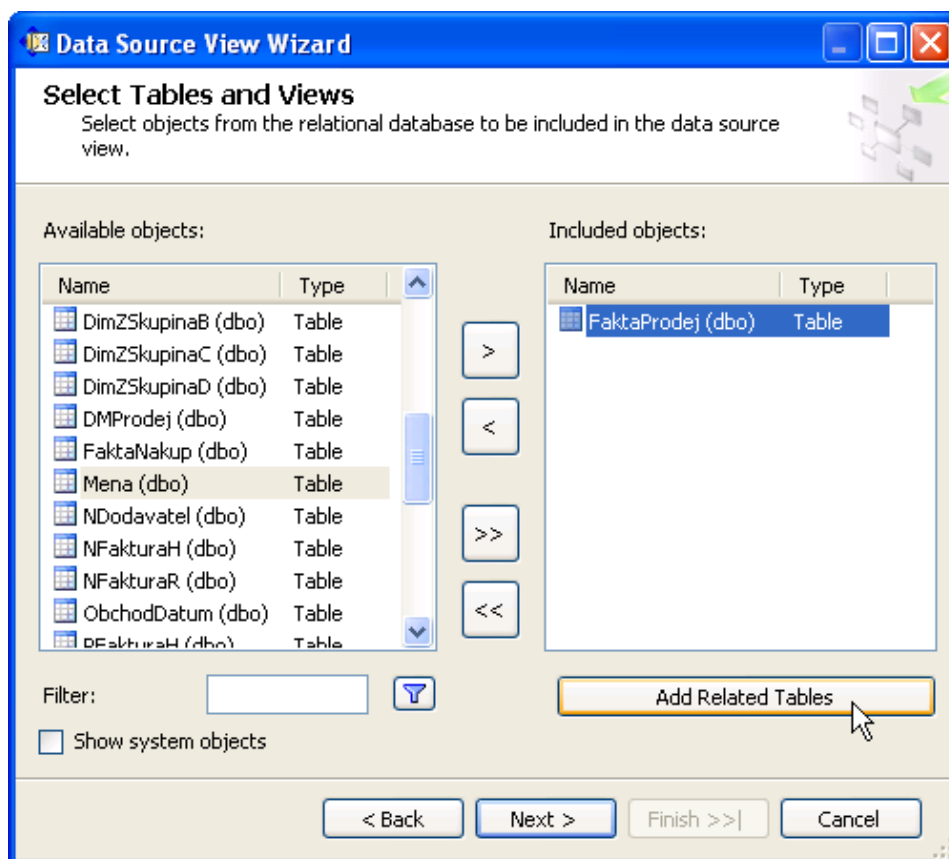 Data Source View Wizard
Select Tables and Views
Select objects from the relational database to be included in the data source
view.
Available objects:
Name Type
DimZSkupinaB (dbo) Table
DimZSkupinaC (dbo) Table
DimZSkupinaD (dbo) Table
DMProdej (dbo) Table
FaktaNakup (dbo) Table
Mena (dbo) Table
NDodavatel (dbo) Table
NFakturaH (dbo) Table
NFakturaR (dbo) Table
ObchodDatum (dbo) Table
PFakturaH (dbo) Table
>
<
>>
<<
Included objects:
Name Type
FaktaProdej (dbo) Table
Filter:
Add Related Tables
Show system objects
< Back Next > Finish >>| Cancel